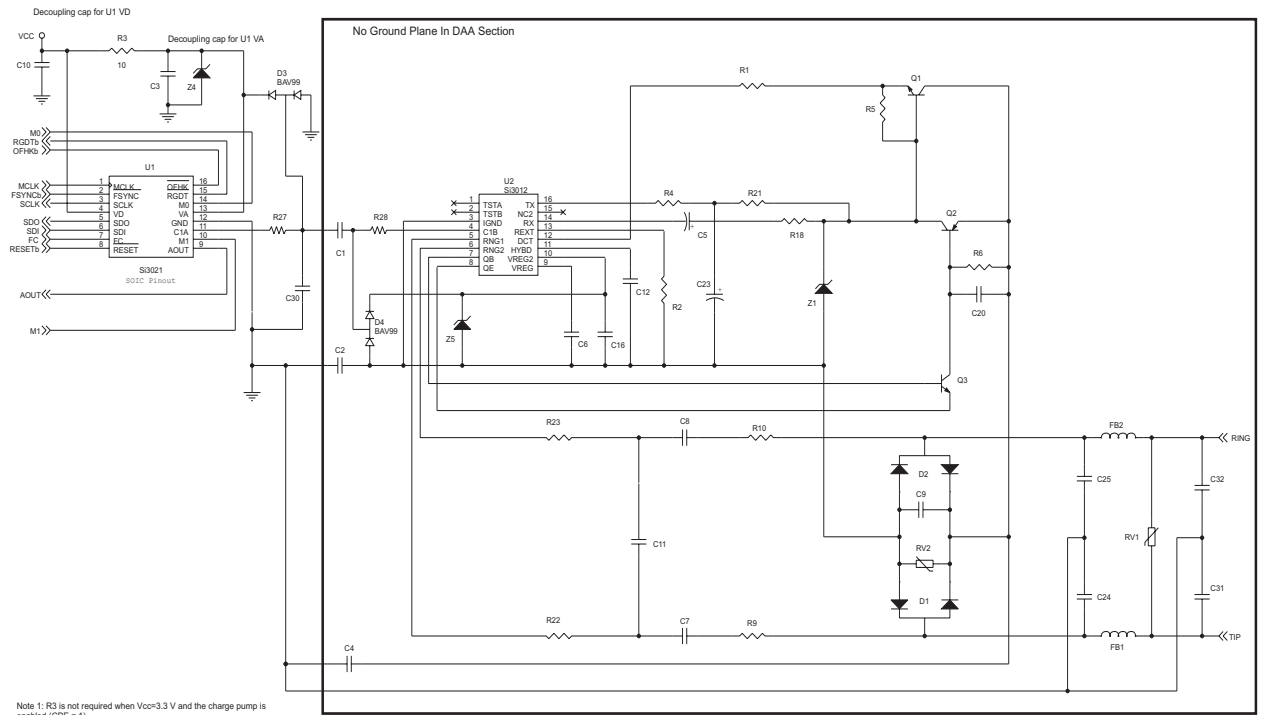 Decoupling cap for U1 VD
No Ground Plane In DAA Section
VCC
R3
Decoupling cap for U1 VA
C10
10
C3
Z4
D3
BAV99
R1
Q1
R5
M0
RGDTb
OFHKb
U1
MCLK 1 MCLK OFHK 16
FSYNCb 2 FSYNC RGDT 15
SCLK 3 SCLK M0 14
4 VD VA 13
SDO 5 SDO GND 12
SDI 6 SDI C1A 11
FC 7 FC M1 10
RESETb 8 RESET AOUT 9
Si3021
SOIC Pinout
AOUT
M1
R27
C30
C1
R28
U2
Si3012
1 TSTA TX 16
2 TSTB NC2 15
3 IGND RX 14
4 C1B REXT 13
5 RNG1 DCT 12
6 RNG2 HYBD 11
7 QB VREG2 10
8 QE VREG 9
R4
R21
C5
+
R18
Q2
R6
C20
C12
R2
C23
+
Z1
D4
BAV99
Z5
C6
C16
C2
Q3
R23
C8
R10
FB2
RING
D2
C9
C25
C32
C11
RV2
RV1
D1
C24
C31
R22
C7
R9
FB1
TIP
C4
Note 1: R3 is not required when Vcc=3.3 V and the charge pump is